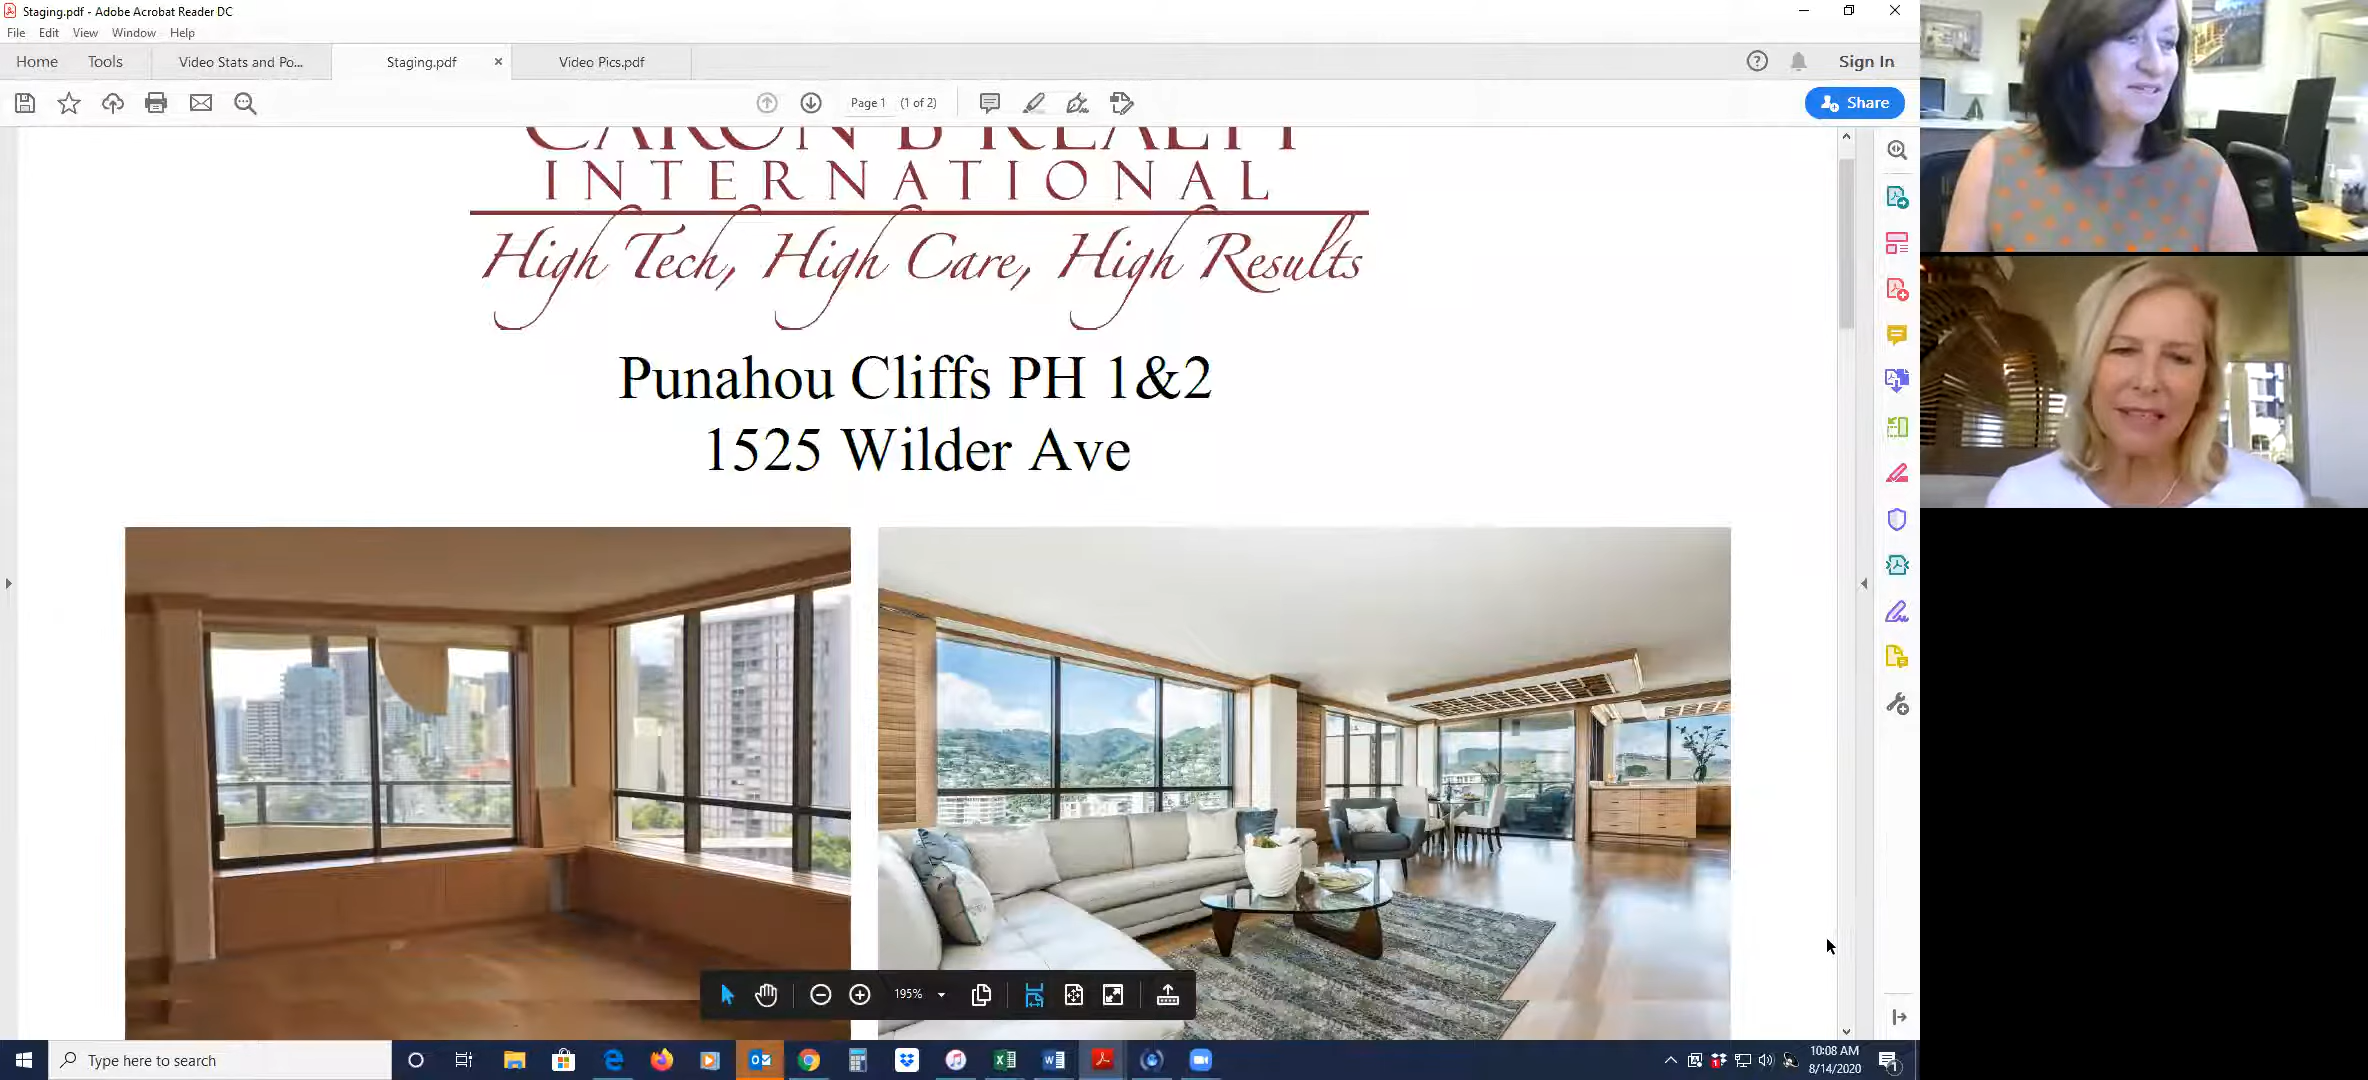 Staging.pdf - Adobe Acrobat Reader DC
File Edit View Window Help
Home Tools Video Stats and Po... Staging.pdf × Video Pics.pdf Sign In
Page 1 (1 of 2) Share
CARON B REALTY
INTERNATIONAL
High Tech, High Care, High Results
Punahou Cliffs PH 1&2
1525 Wilder Ave
195%
Type here to search
10:08 AM
8/14/2020